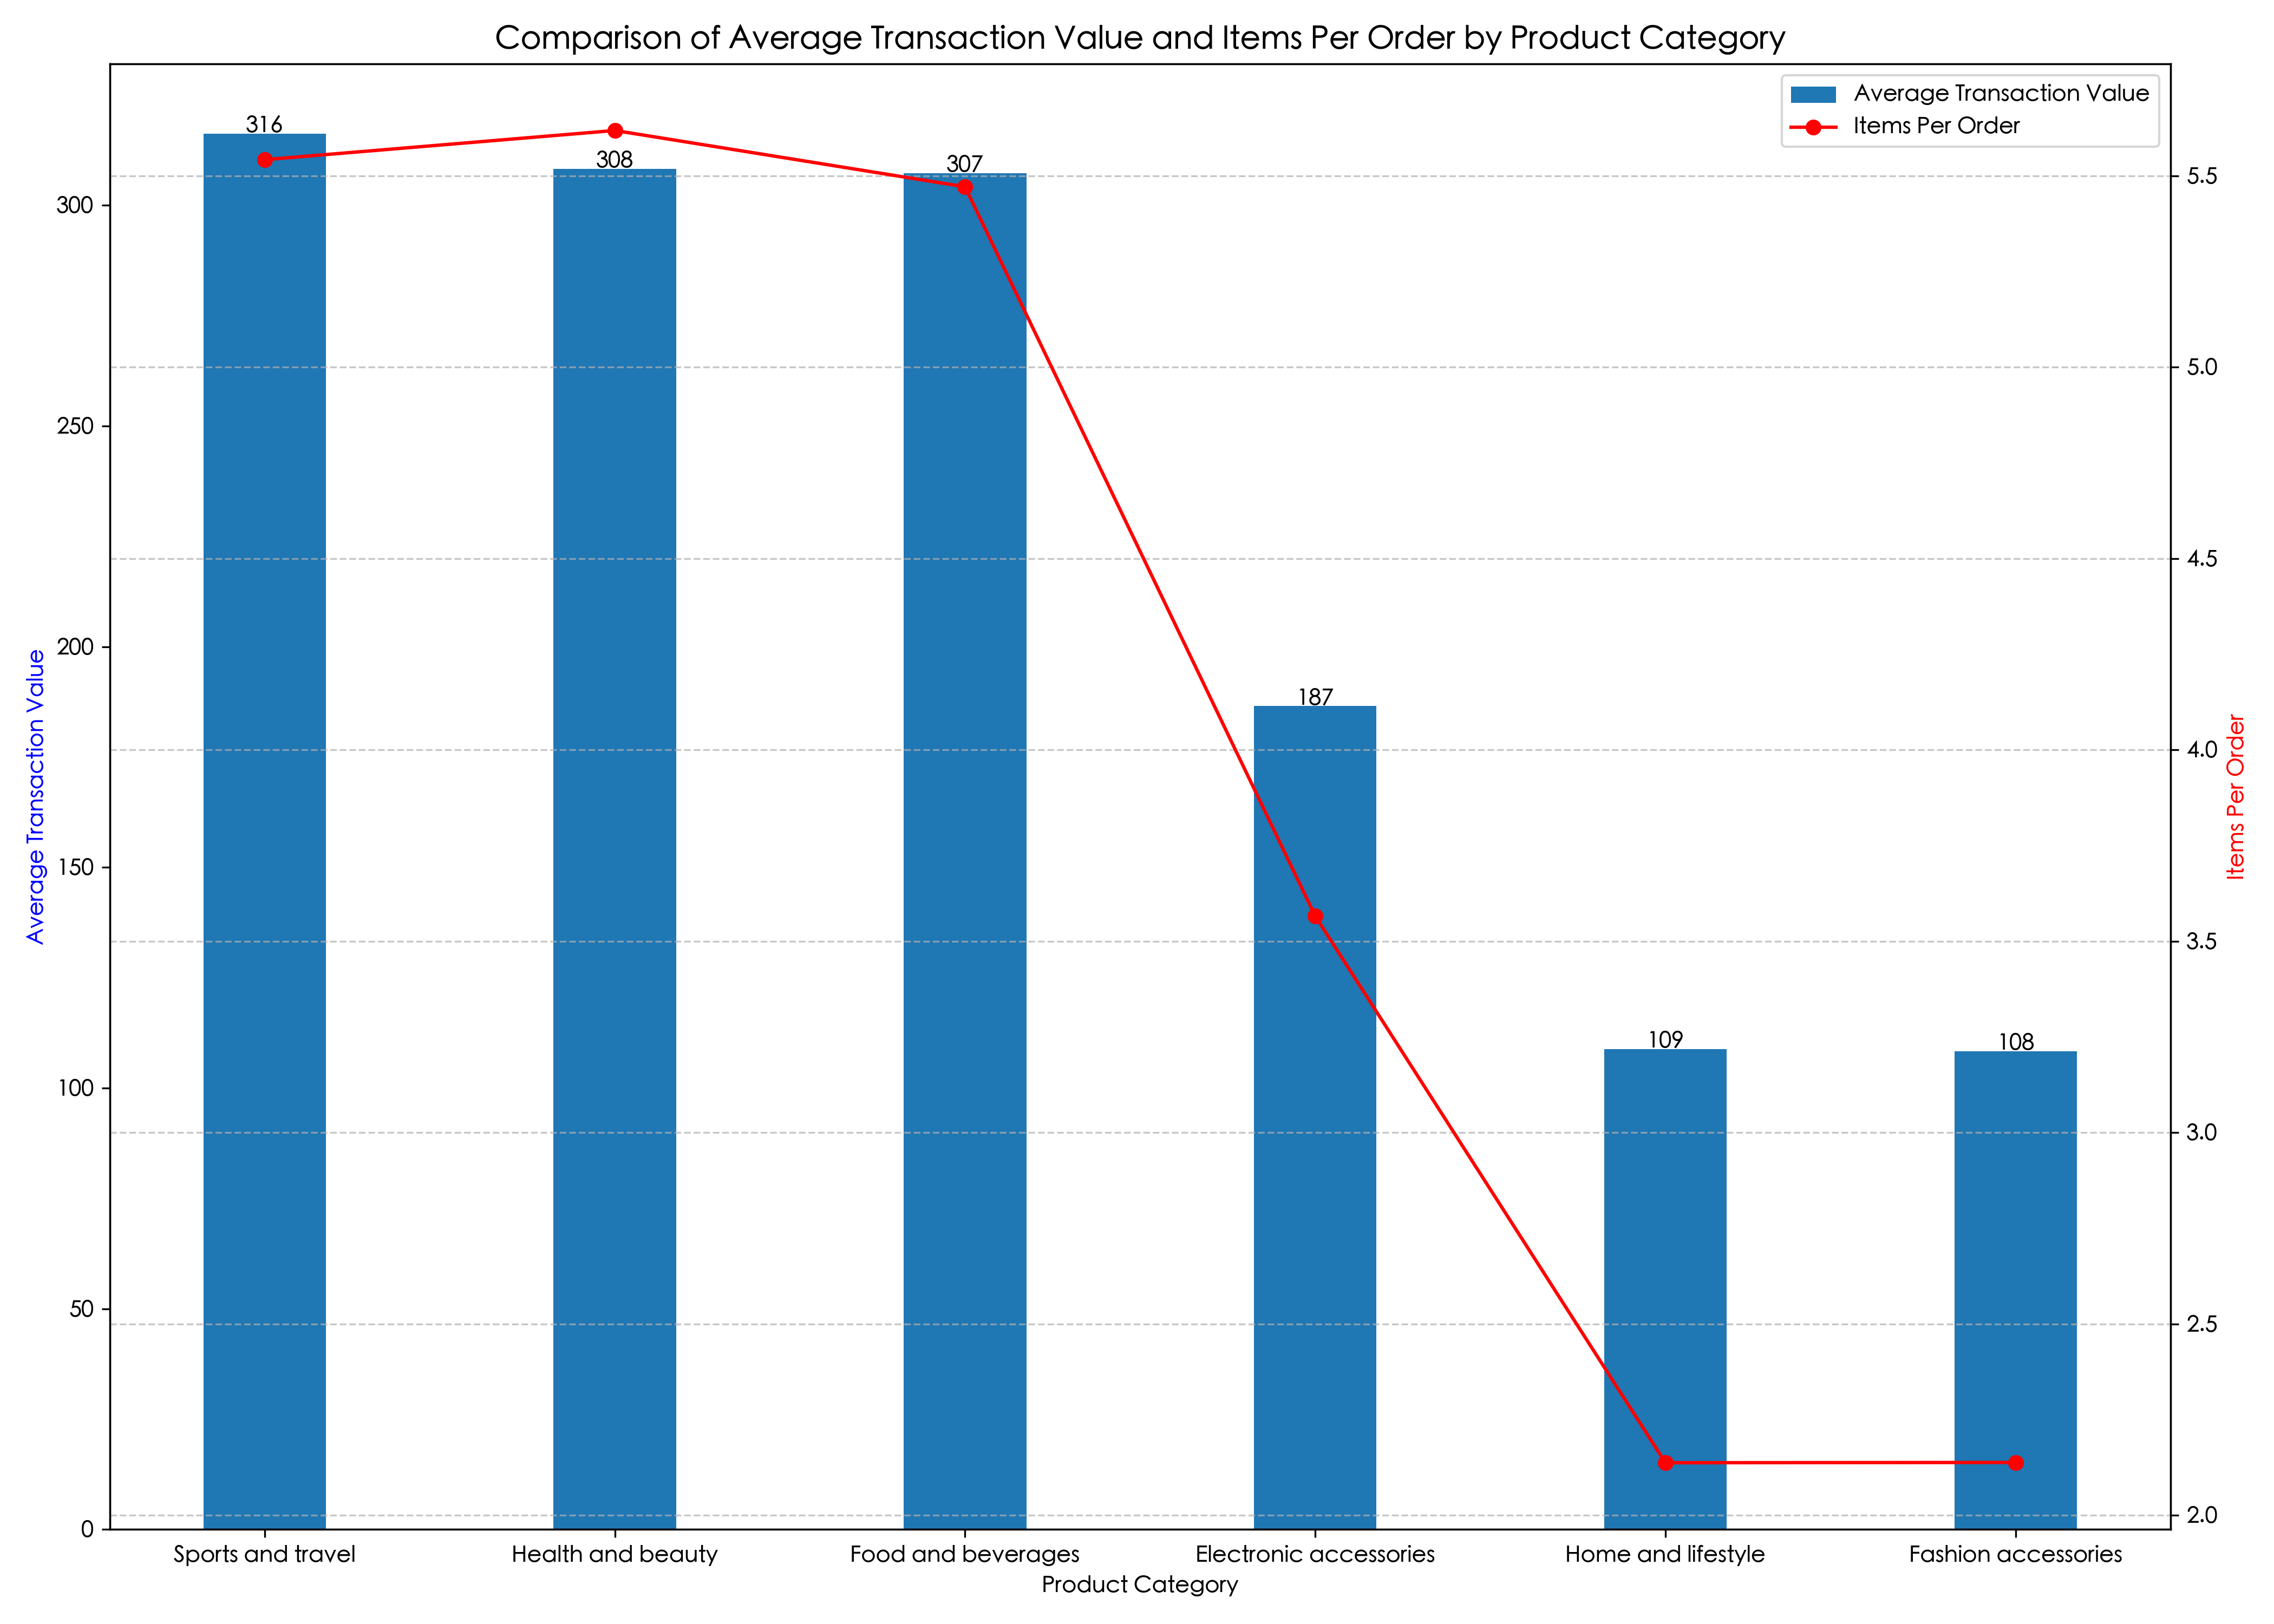 Comparison of Average Transaction Value and Items Per Order by Product Category
Average Transaction Value
Items Per Order
316
308
307
187
109
108
300
250
200
150
100
50
0
Average Transaction Value
5.5
5.0
4.5
4.0
3.5
3.0
2.5
2.0
Items Per Order
Sports and travel
Health and beauty
Food and beverages
Electronic accessories
Home and lifestyle
Fashion accessories
Product Category